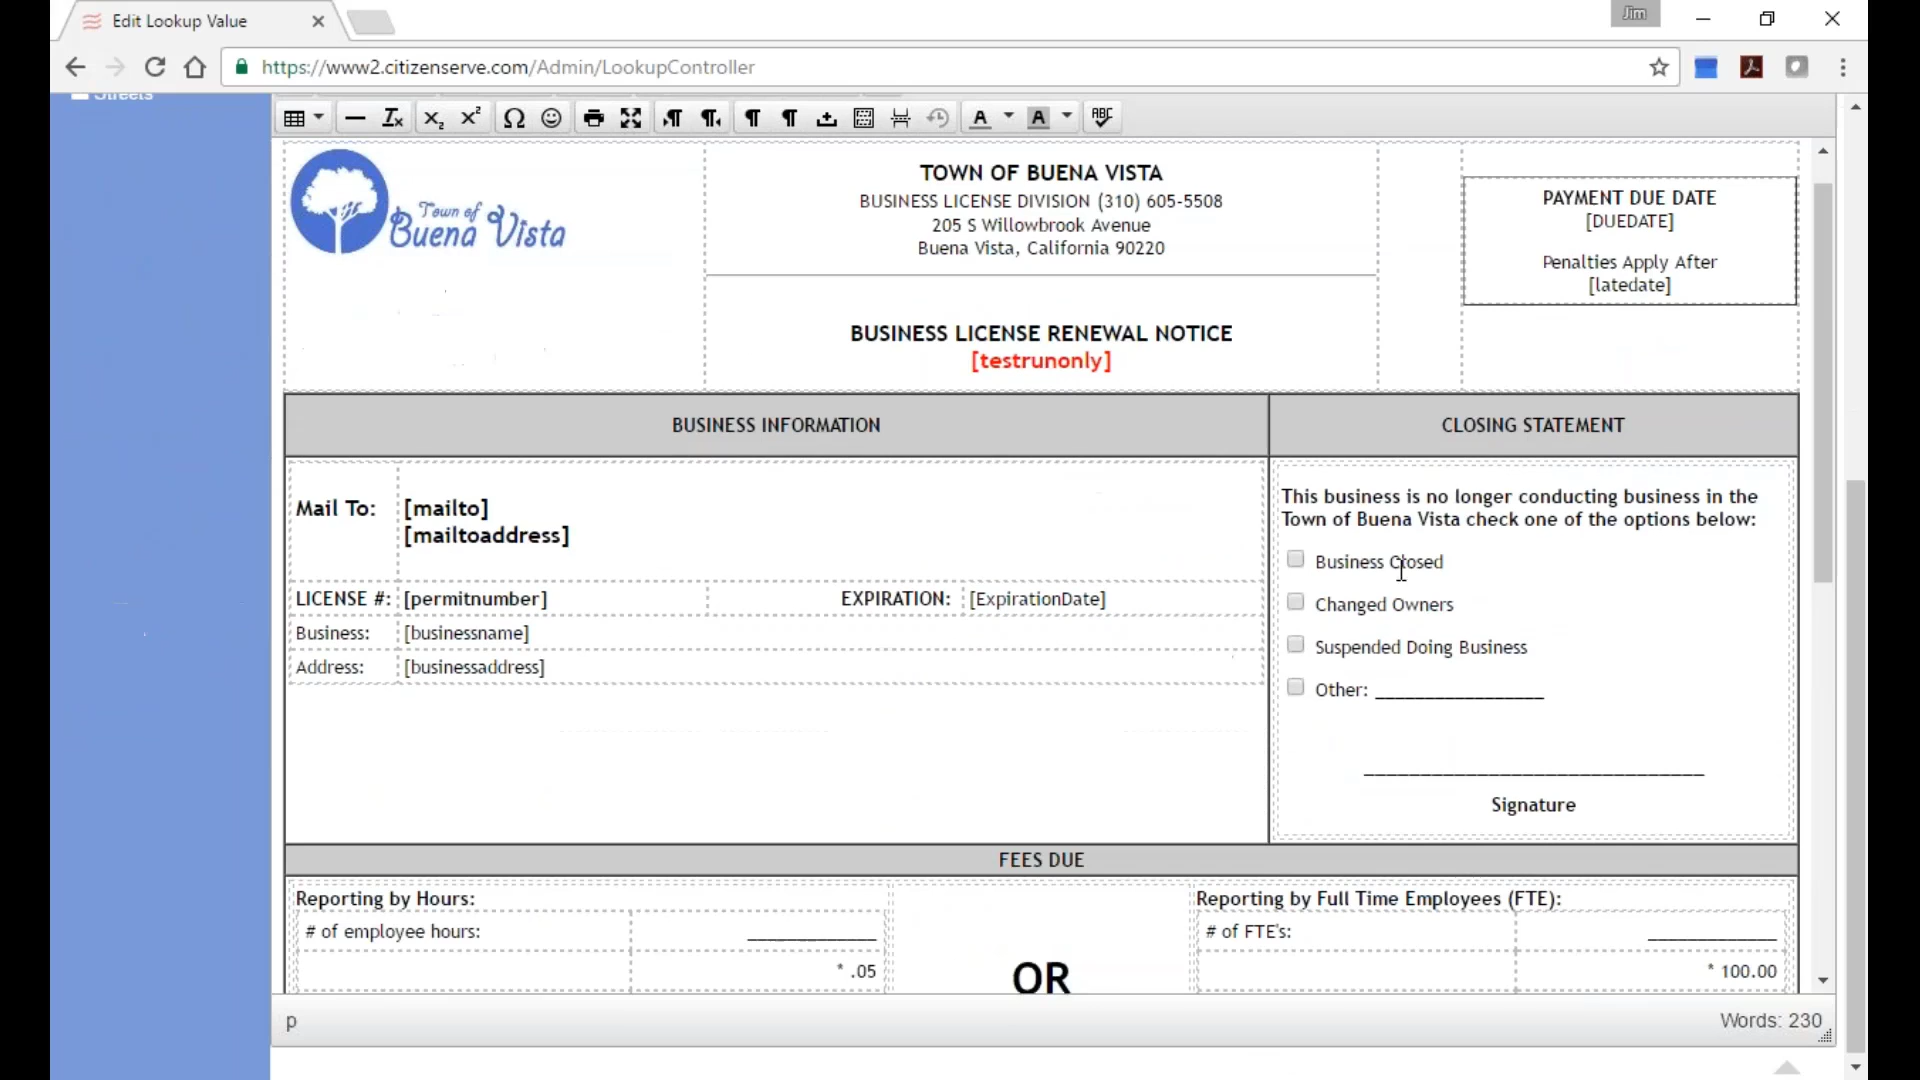 Edit Lookup Value
Jim
https://www2.citizenserve.com/Admin/LookupController
Streets
ABC
Town of
Buena Vista
TOWN OF BUENA VISTA
BUSINESS LICENSE DIVISION (310) 605-5508
205 S Willowbrook Avenue
Buena Vista, California 90220
PAYMENT DUE DATE
[DUEDATE]
Penalties Apply After
[latedate]
BUSINESS LICENSE RENEWAL NOTICE
[testrunonly]
BUSINESS INFORMATION
CLOSING STATEMENT
Mail To: [mailto]
[mailtoaddress]
LICENSE #: [permitnumber] EXPIRATION: [ExpirationDate]
Business: [businessname]
Address: [businessaddress]
This business is no longer conducting business in the
Town of Buena Vista check one of the options below:
Business Closed
Changed Owners
Suspended Doing Business
Other: _________________
Signature
FEES DUE
Reporting by Hours:
# of employee hours: _____________
* .05
OR
Reporting by Full Time Employees (FTE):
# of FTE's: _____________
* 100.00
p
Words: 230